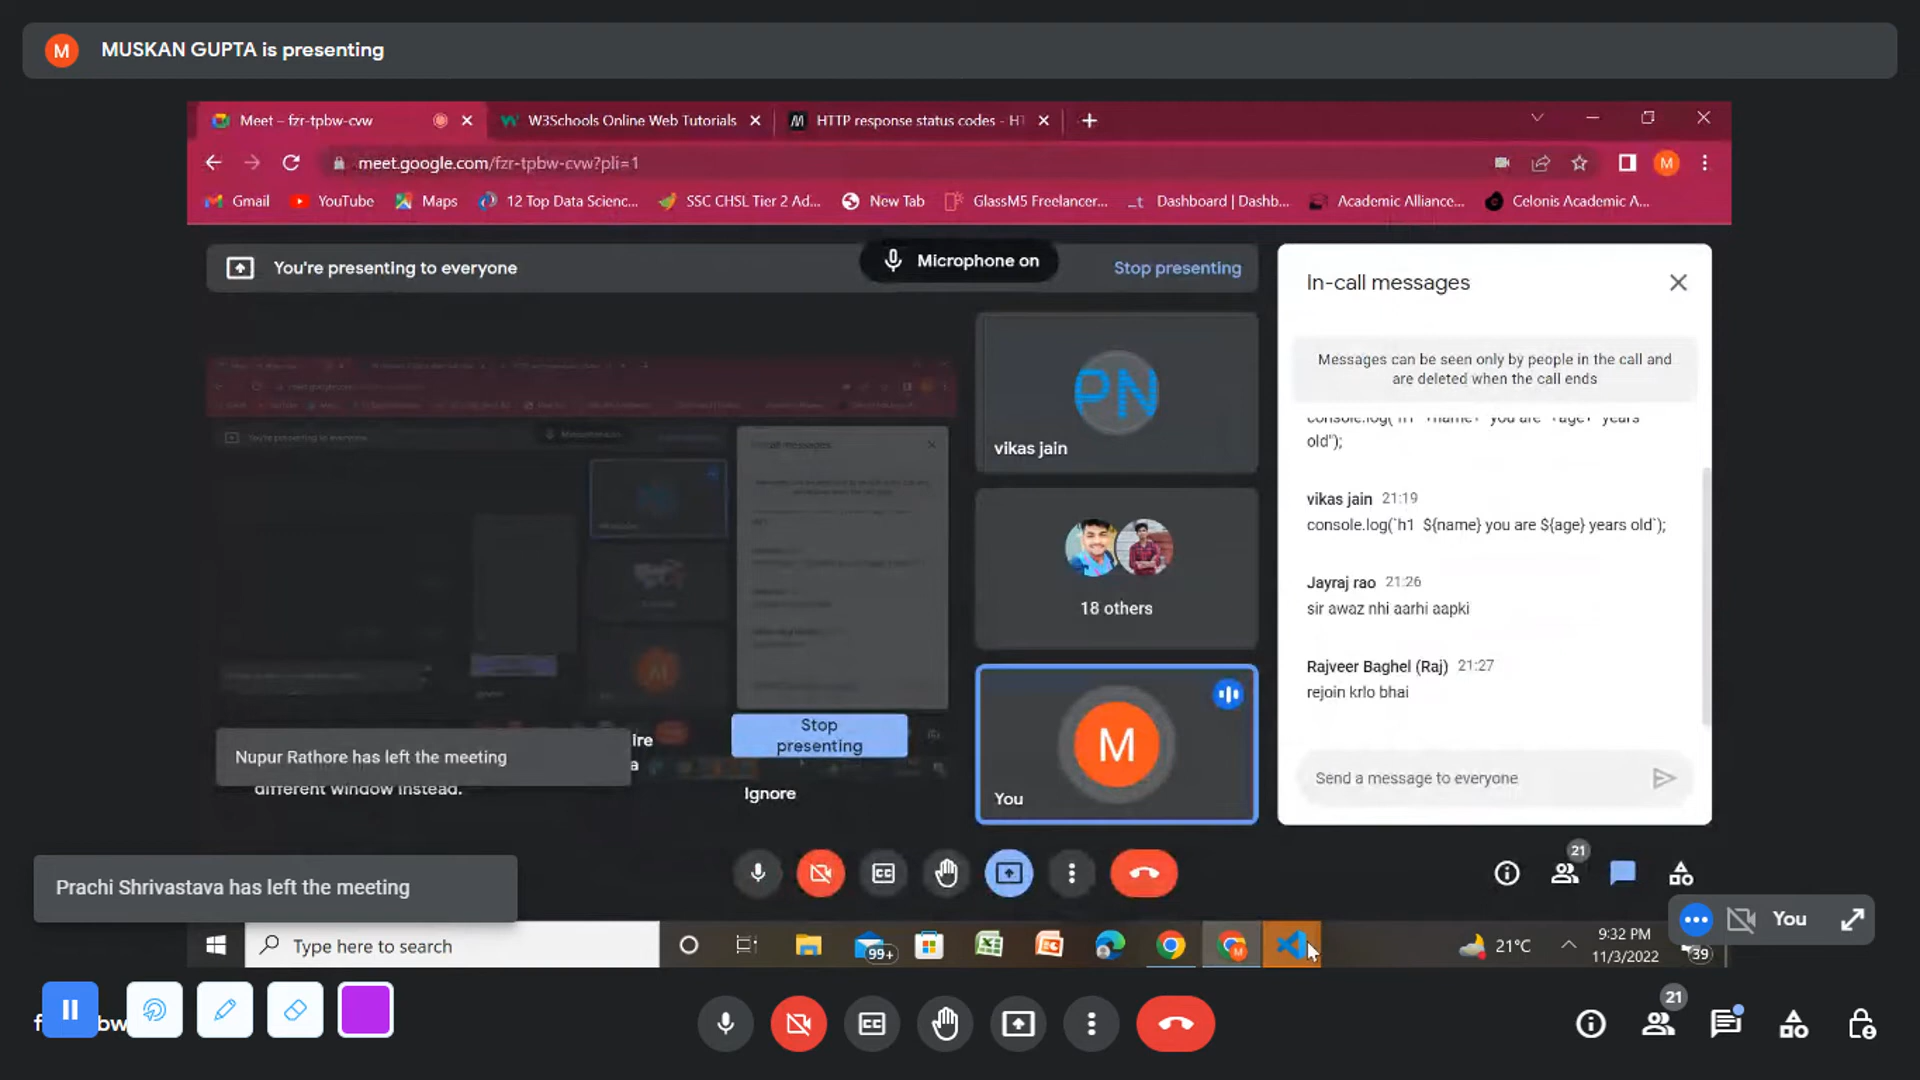 M MUSKAN GUPTA is presenting
Meet – fzr-tpbw-cvw
W3Schools Online Web Tutorials
HTTP response status codes - HT
meet.google.com/fzr-tpbw-cvw?pli=1
M
Gmail
YouTube
Maps
12 Top Data Scienc...
SSC CHSL Tier 2 Ad...
New Tab
GlassM5 Freelancer...
Dashboard | Dashb...
Academic Alliance...
Celonis Academic A...
You're presenting to everyone
Microphone on
Stop presenting
PN
vikas jain
18 others
M
You
In-call messages
Messages can be seen only by people in the call and
are deleted when the call ends
old");
vikas jain 21:19
console.log(`h1 ${name} you are ${age} years old`);
Jayraj rao 21:26
sir awaz nhi aarhi aapki
Rajveer Baghel (Raj) 21:27
rejoin krlo bhai
Send a message to everyone
Nupur Rathore has left the meeting
different window instead.
Stop
presenting
Ignore
21
Prachi Shrivastava has left the meeting
You
Type here to search
99+
21°C
9:32 PM
11/3/2022
39
21